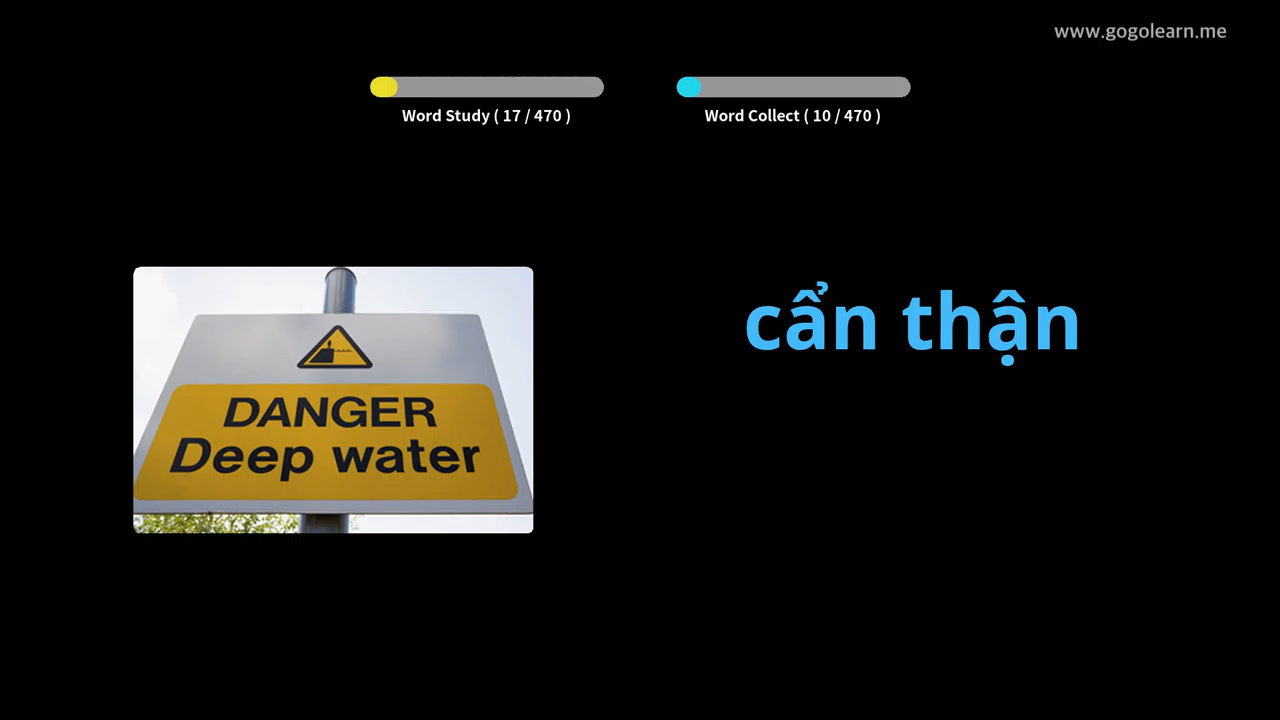 www.gogolearn.me
Word Study ( 17 / 470 )
Word Collect ( 10 / 470 )
DANGER
Deep water
cẩn thận